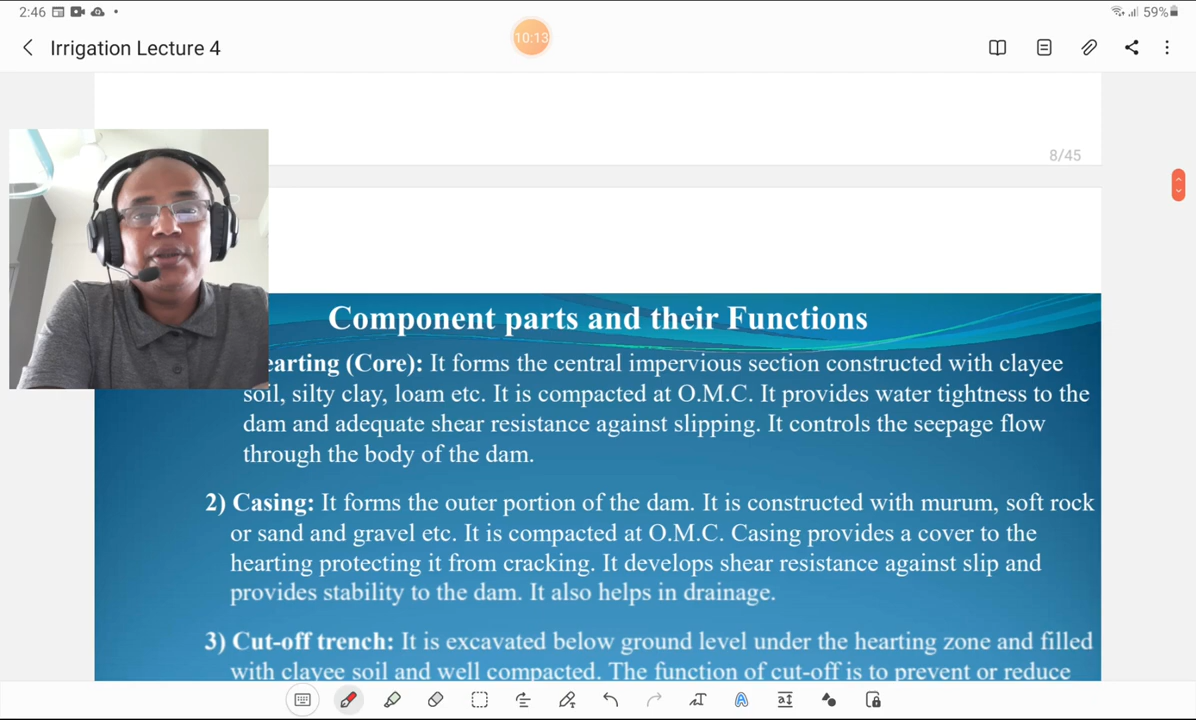 2:46
59%
10:13
Irrigation Lecture 4
8/45
Component parts and their Functions
earting (Core): It forms the central impervious section constructed with clayee
soil, silty clay, loam etc. It is compacted at O.M.C. It provides water tightness to the
dam and adequate shear resistance against slipping. It controls the seepage flow
through the body of the dam.
2) Casing: It forms the outer portion of the dam. It is constructed with murum, soft rock
or sand and gravel etc. It is compacted at O.M.C. Casing provides a cover to the
hearting protecting it from cracking. It develops shear resistance against slip and
provides stability to the dam. It also helps in drainage.
3) Cut-off trench: It is excavated below ground level under the hearting zone and filled
with clayee soil and well compacted. The function of cut-off is to prevent or reduce